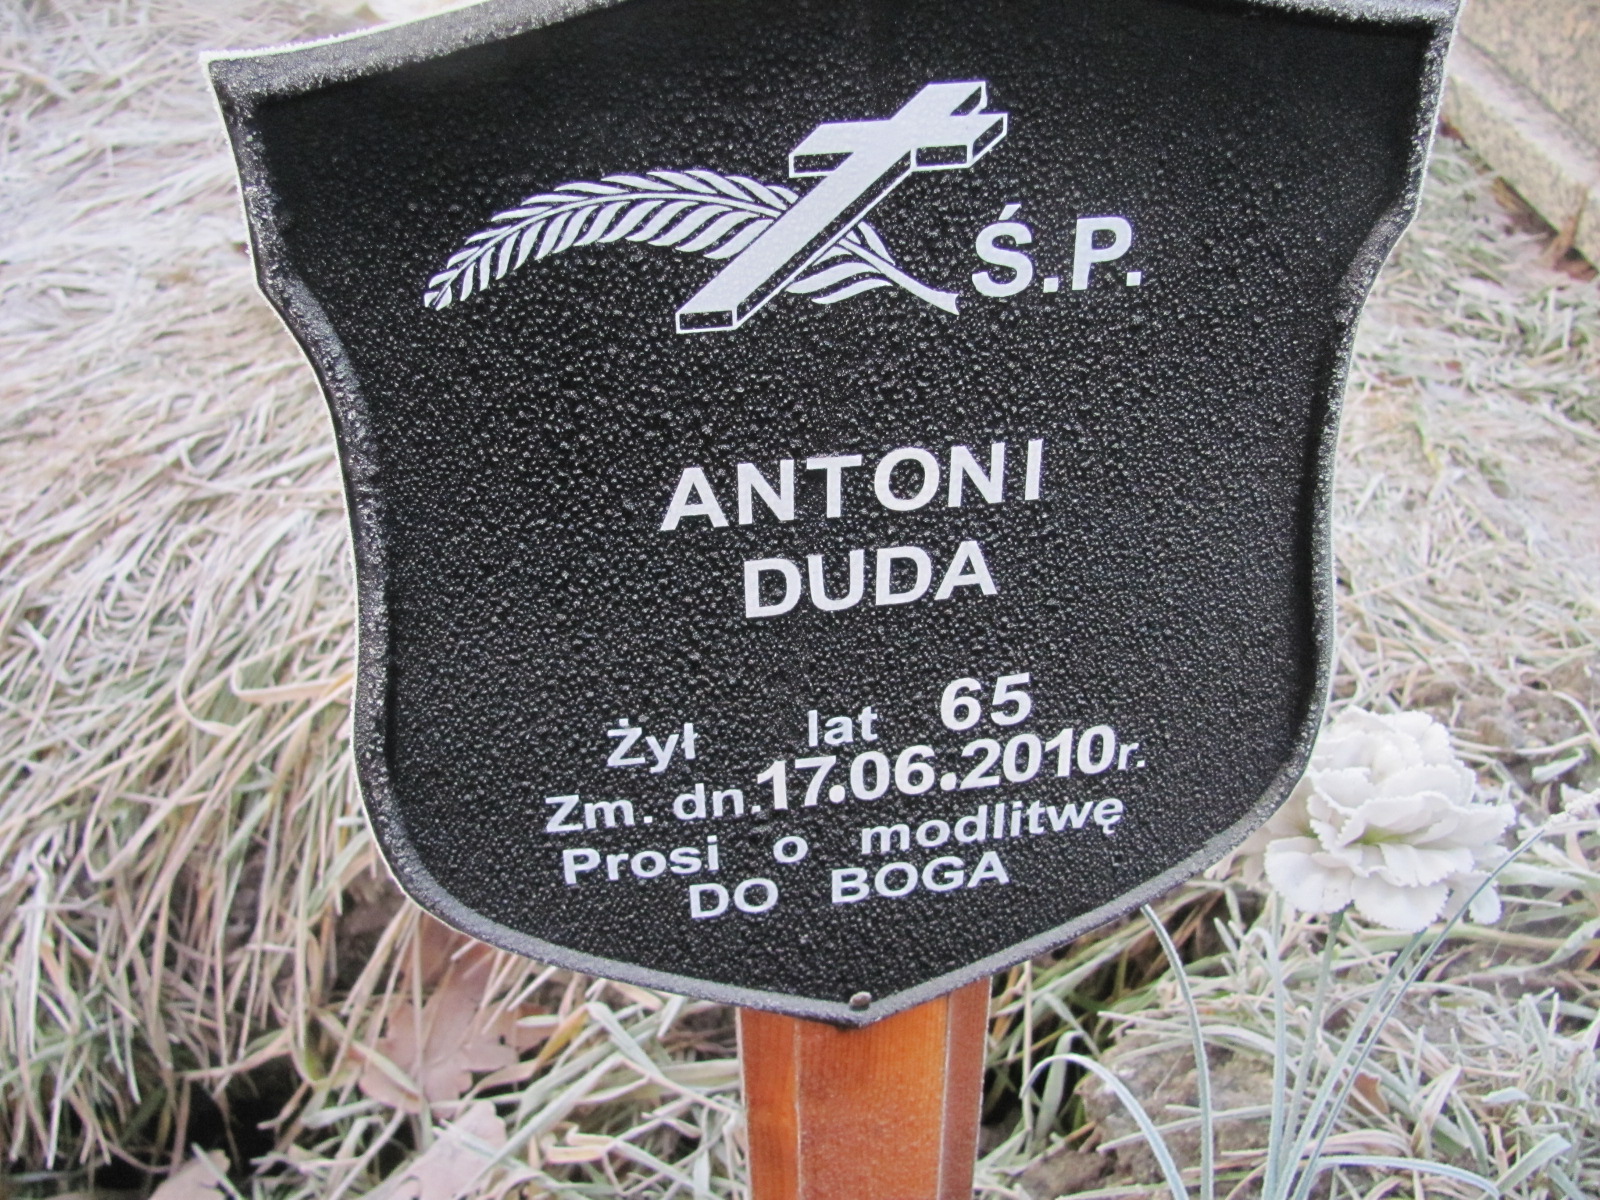 Ś.P.
ANTONI
DUDA
Żył lat 65
Zm. dn. 17.06.2010r.
Prosi o modlitwę
DO BOGA